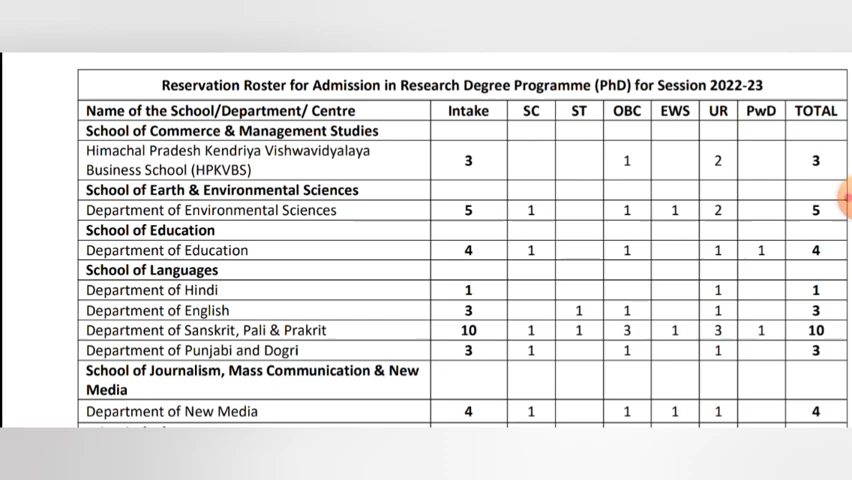 Reservation Roster for Admission in Research Degree Programme (PhD) for Session 2022-23
Name of the School/Department/ Centre Intake SC ST OBC EWS UR PwD TOTAL
School of Commerce & Management Studies
Himachal Pradesh Kendriya Vishwavidyalaya
Business School (HPKVBS) 3 1 2 3
School of Earth & Environmental Sciences
Department of Environmental Sciences 5 1 1 1 2 5
School of Education
Department of Education 4 1 1 1 1 4
School of Languages
Department of Hindi 1 1 1
Department of English 3 1 1 1 3
Department of Sanskrit, Pali & Prakrit 10 1 1 3 1 3 1 10
Department of Punjabi and Dogri 3 1 1 1 3
School of Journalism, Mass Communication & New
Media
Department of New Media 4 1 1 1 1 4